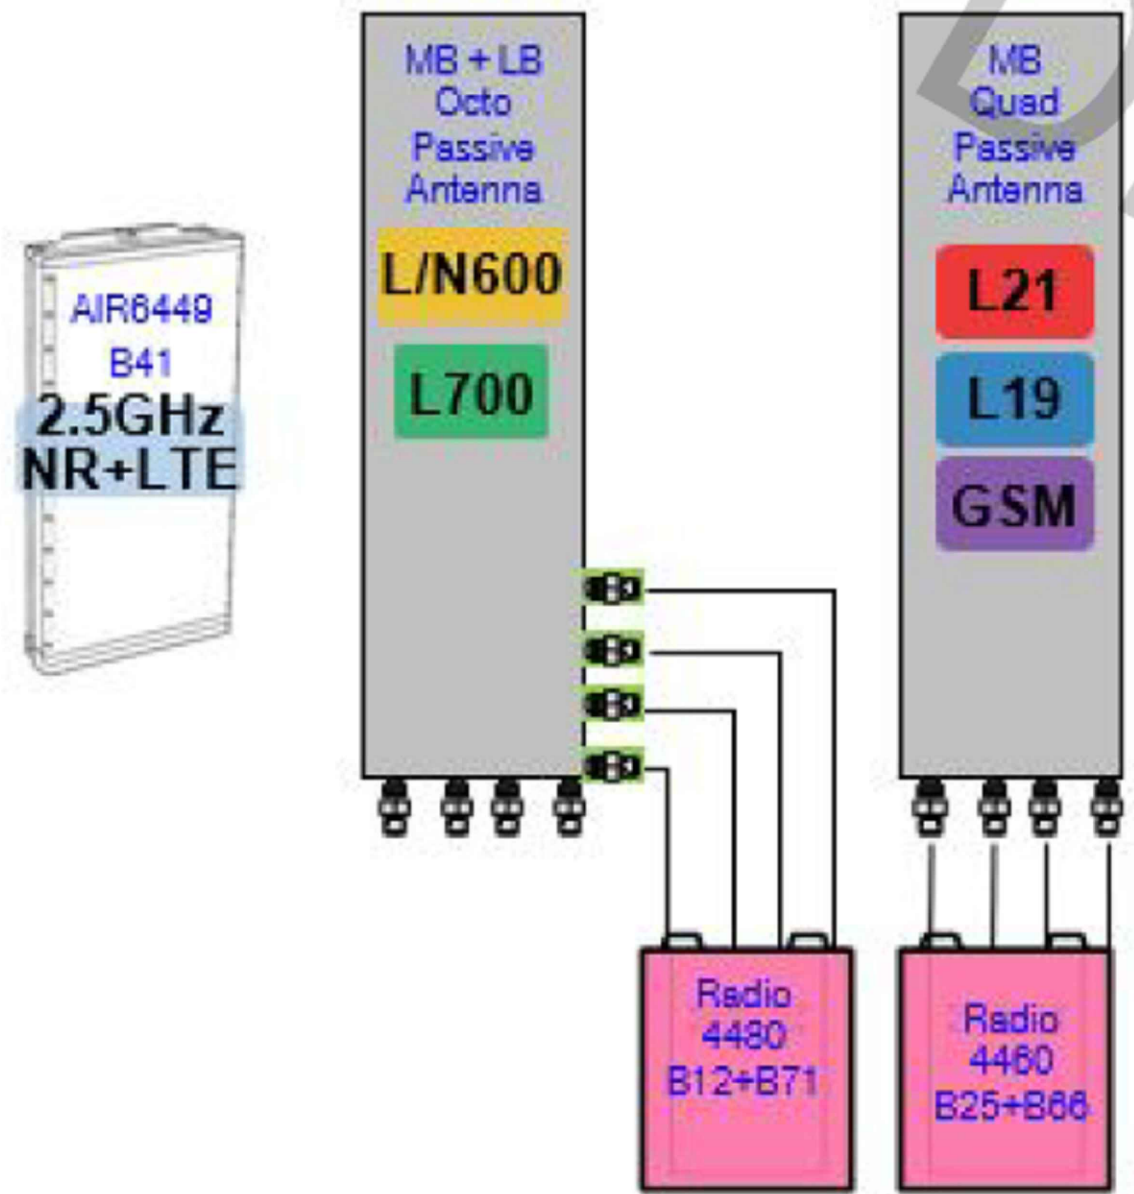 AIR6449
B41
2.5GHz
NR+LTE
MB + LB
Octo
Passive
Antenna
L/N600
L700
MB
Quad
Passive
Antenna
L21
L19
GSM
Radio
4480
B12+B71
Radio
4460
B25+B66